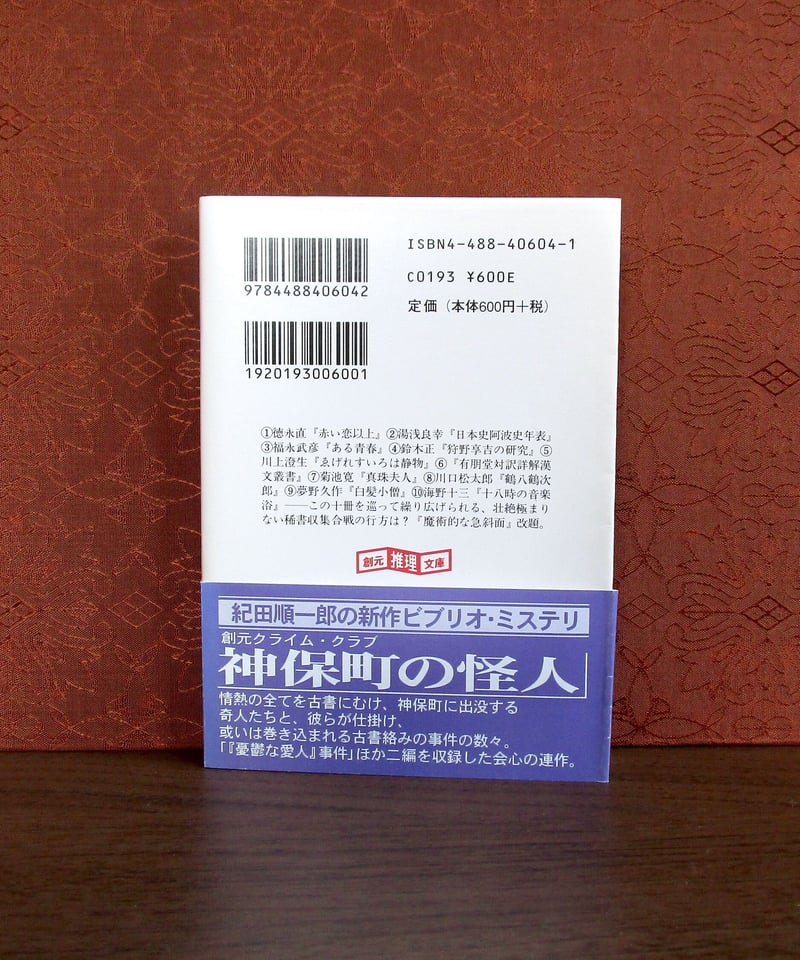 ISBN4-488-40604-1
9784488406042
C0193 ¥600E
定価（本体600円＋税）
1920193006001
①徳永直『赤い恋以上』②湯浅良幸『日本史阿波史年表』
③福永武彦『ある青春』④鈴木正『狩野享吉の研究』⑤
川上澄生『ゑげれすいろは静物』⑥『有朋堂対訳詳解漢
文叢書』⑦菊池寛『真珠夫人』⑧川口松太郎『鶴八鶴次
郎』⑨夢野久作『白髪小僧』⑩海野十三『十八時の音楽
浴』──この十冊を巡って繰り広げられる、壮絶極まり
ない稀書収集合戦の行方は？『魔術的な急斜面』改題。
創元推理文庫
紀田順一郎の新作ビブリオ・ミステリ
創元クライム・クラブ
神保町の怪人
情熱の全てを古書にむけ、神保町に出没する
奇人たちと、彼らが仕掛け、
或いは巻き込まれる古書絡みの事件の数々。
「『憂鬱な愛人』事件」ほか二編を収録した会心の連作。